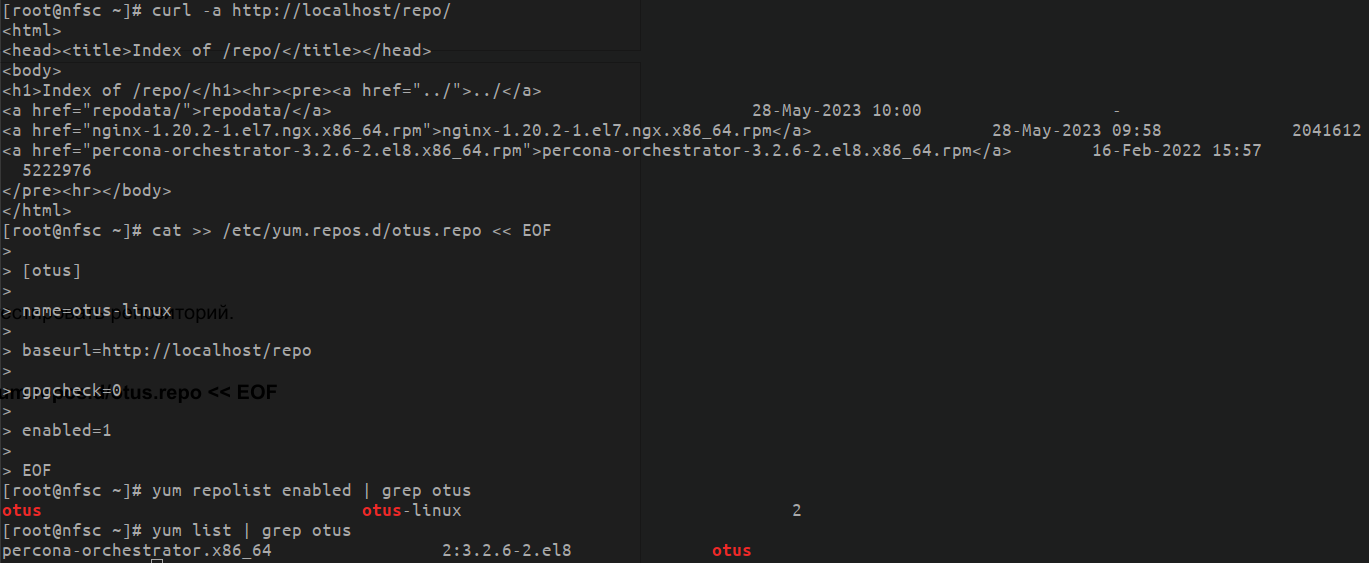 [root@nfsc ~]# curl -a http://localhost/repo/
<html>
<head><title>Index of /repo/</title></head>
<body>
<h1>Index of /repo/</h1><hr><pre><a href="../">../</a>
<a href="repodata/">repodata/</a>                                          28-May-2023 10:00                   -
<a href="nginx-1.20.2-1.el7.ngx.x86_64.rpm">nginx-1.20.2-1.el7.ngx.x86_64.rpm</a>                  28-May-2023 09:58             2041612
<a href="percona-orchestrator-3.2.6-2.el8.x86_64.rpm">percona-orchestrator-3.2.6-2.el8.x86_64.rpm</a>        16-Feb-2022 15:57
  5222976
</pre><hr></body>
</html>
[root@nfsc ~]# cat >> /etc/yum.repos.d/otus.repo << EOF
>
> [otus]
>
> name=otus-linux
естировать репозиторий.
>
> baseurl=http://localhost/repo
>
> gpgcheck=0
um.repos.d/otus.repo << EOF
>
> enabled=1
>
> EOF
[root@nfsc ~]# yum repolist enabled | grep otus
otus                                otus-linux                                 2
[root@nfsc ~]# yum list | grep otus
percona-orchestrator.x86_64                 2:3.2.6-2.el8              otus